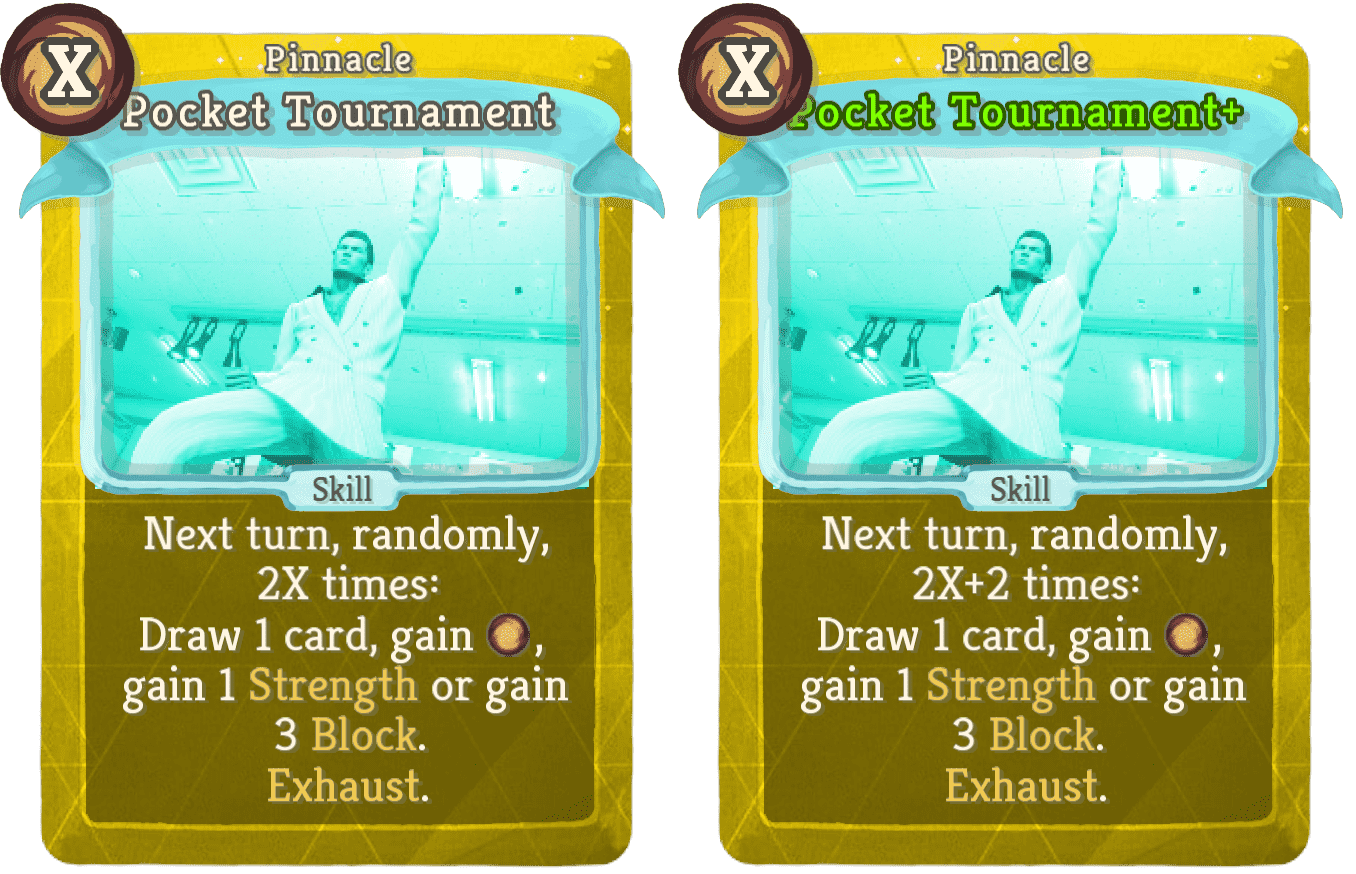 X
Pinnacle
Pocket Tournament
Skill
Next turn, randomly,
2X times:
Draw 1 card, gain ,
gain 1 Strength or gain
3 Block.
Exhaust.
X
Pinnacle
Pocket Tournament+
Skill
Next turn, randomly,
2X+2 times:
Draw 1 card, gain ,
gain 1 Strength or gain
3 Block.
Exhaust.